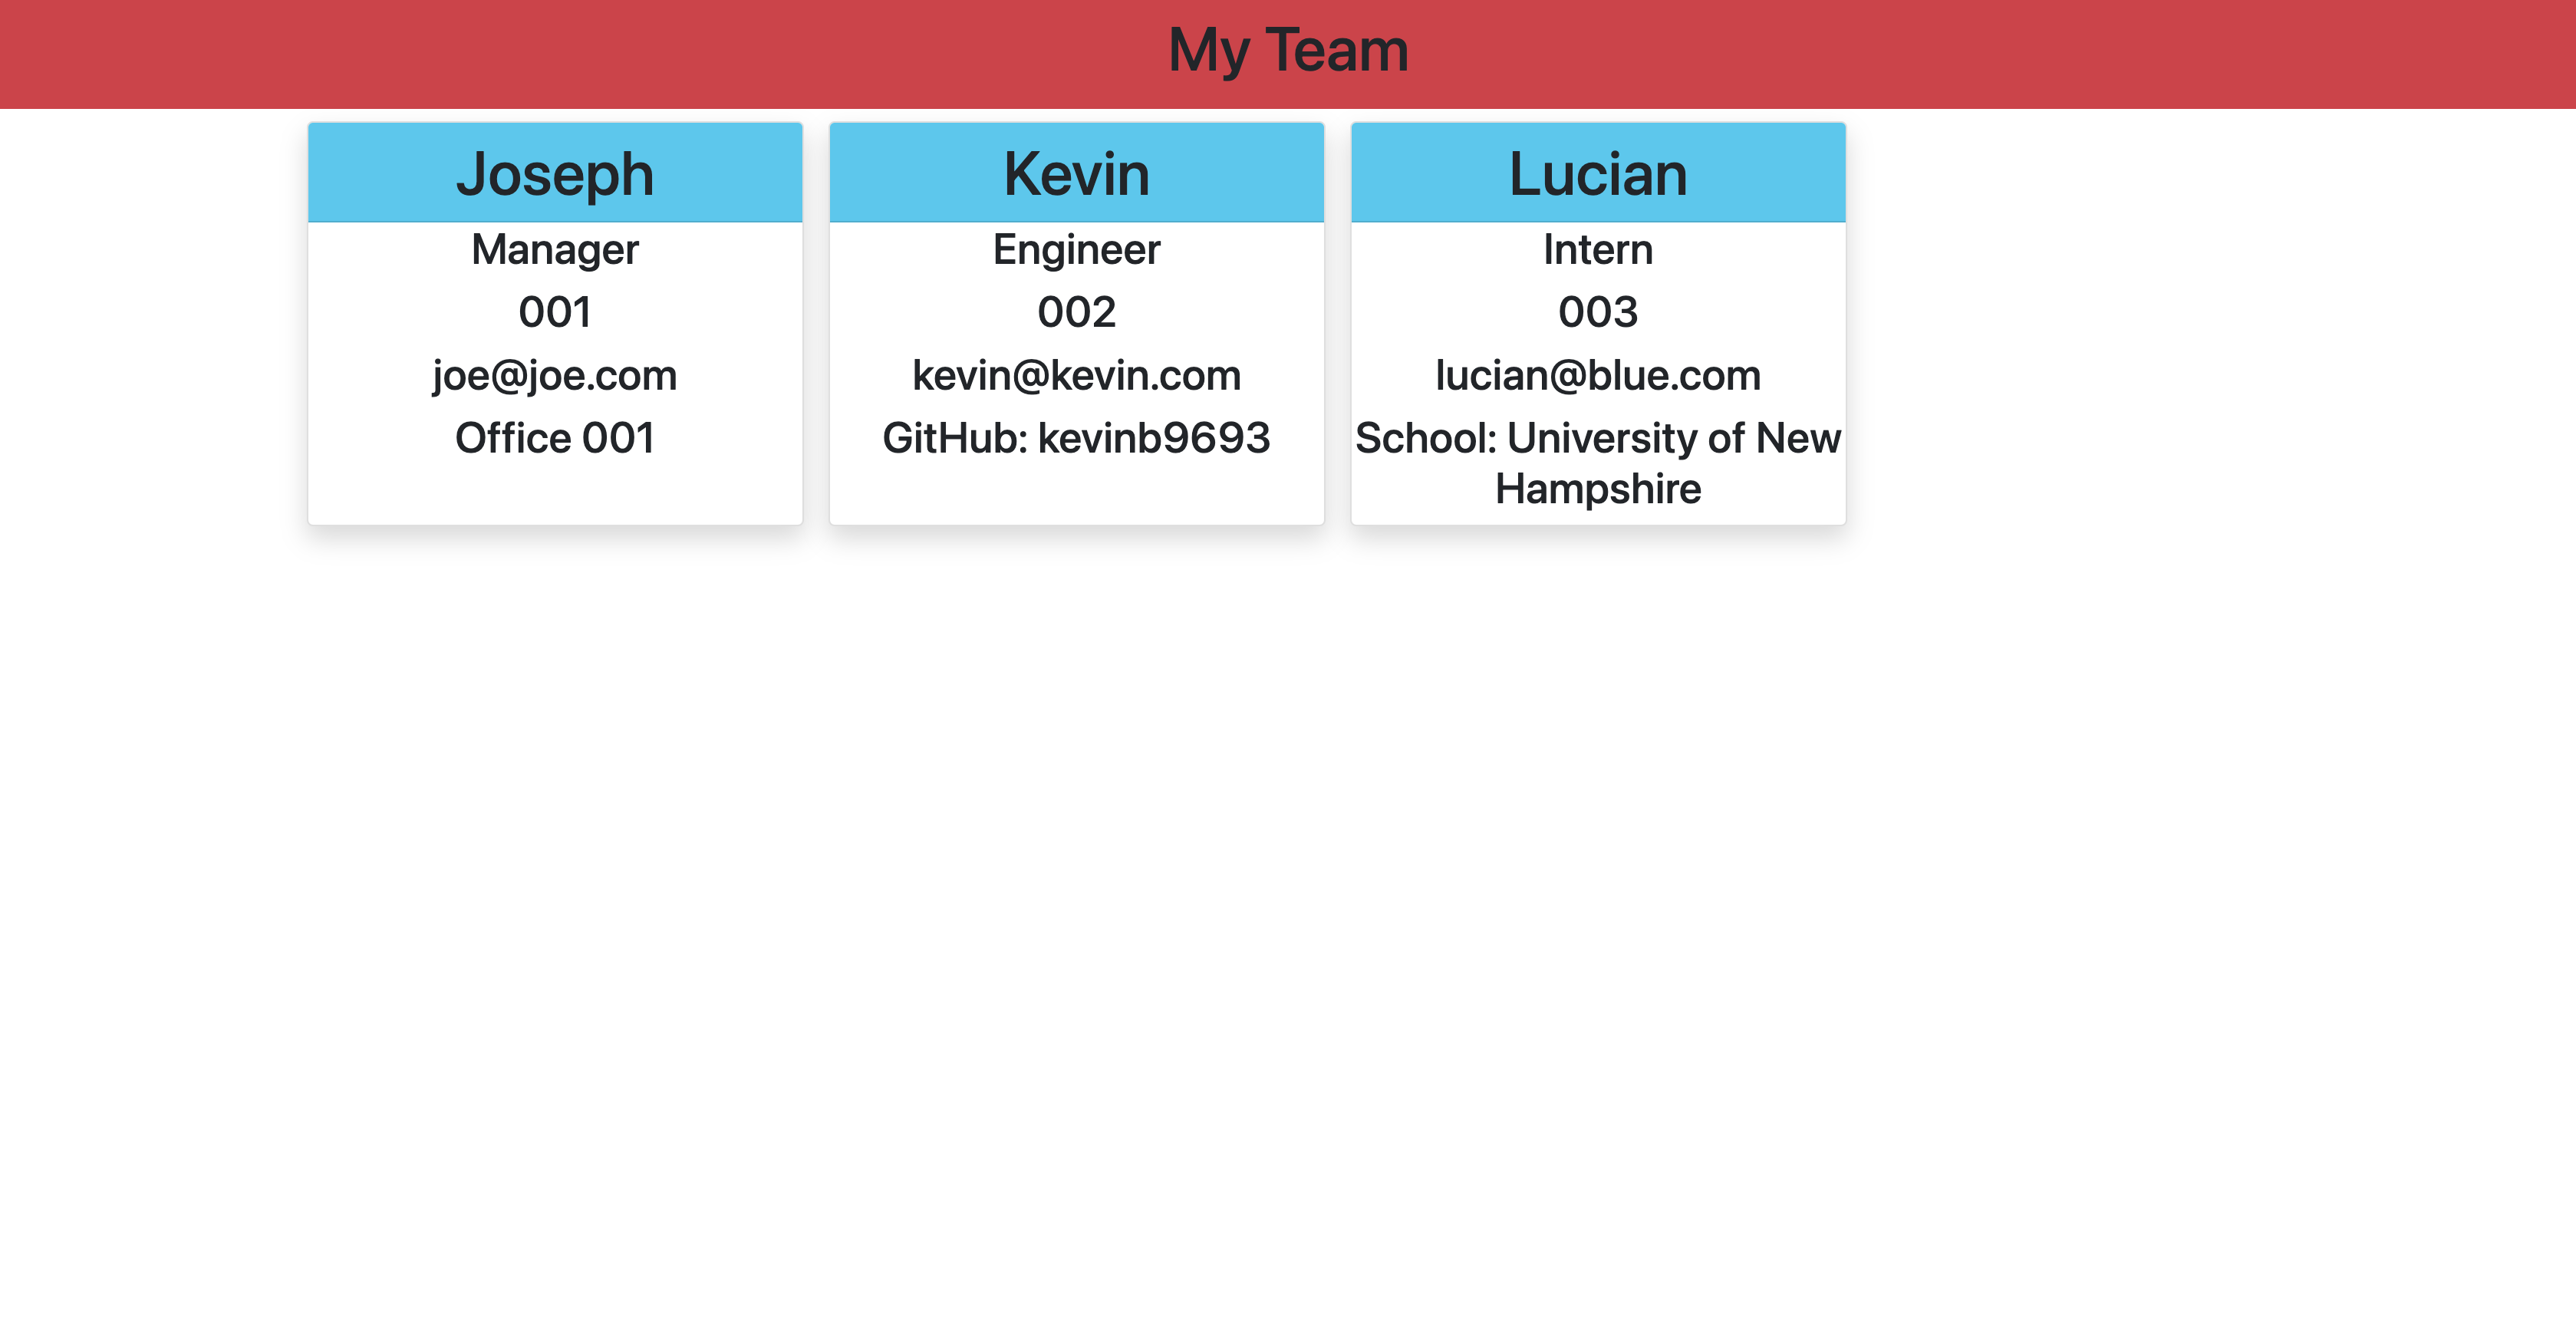 My Team
Joseph
Manager
001
joe@joe.com
Office 001
Kevin
Engineer
002
kevin@kevin.com
GitHub: kevinb9693
Lucian
Intern
003
lucian@blue.com
School: University of New
Hampshire